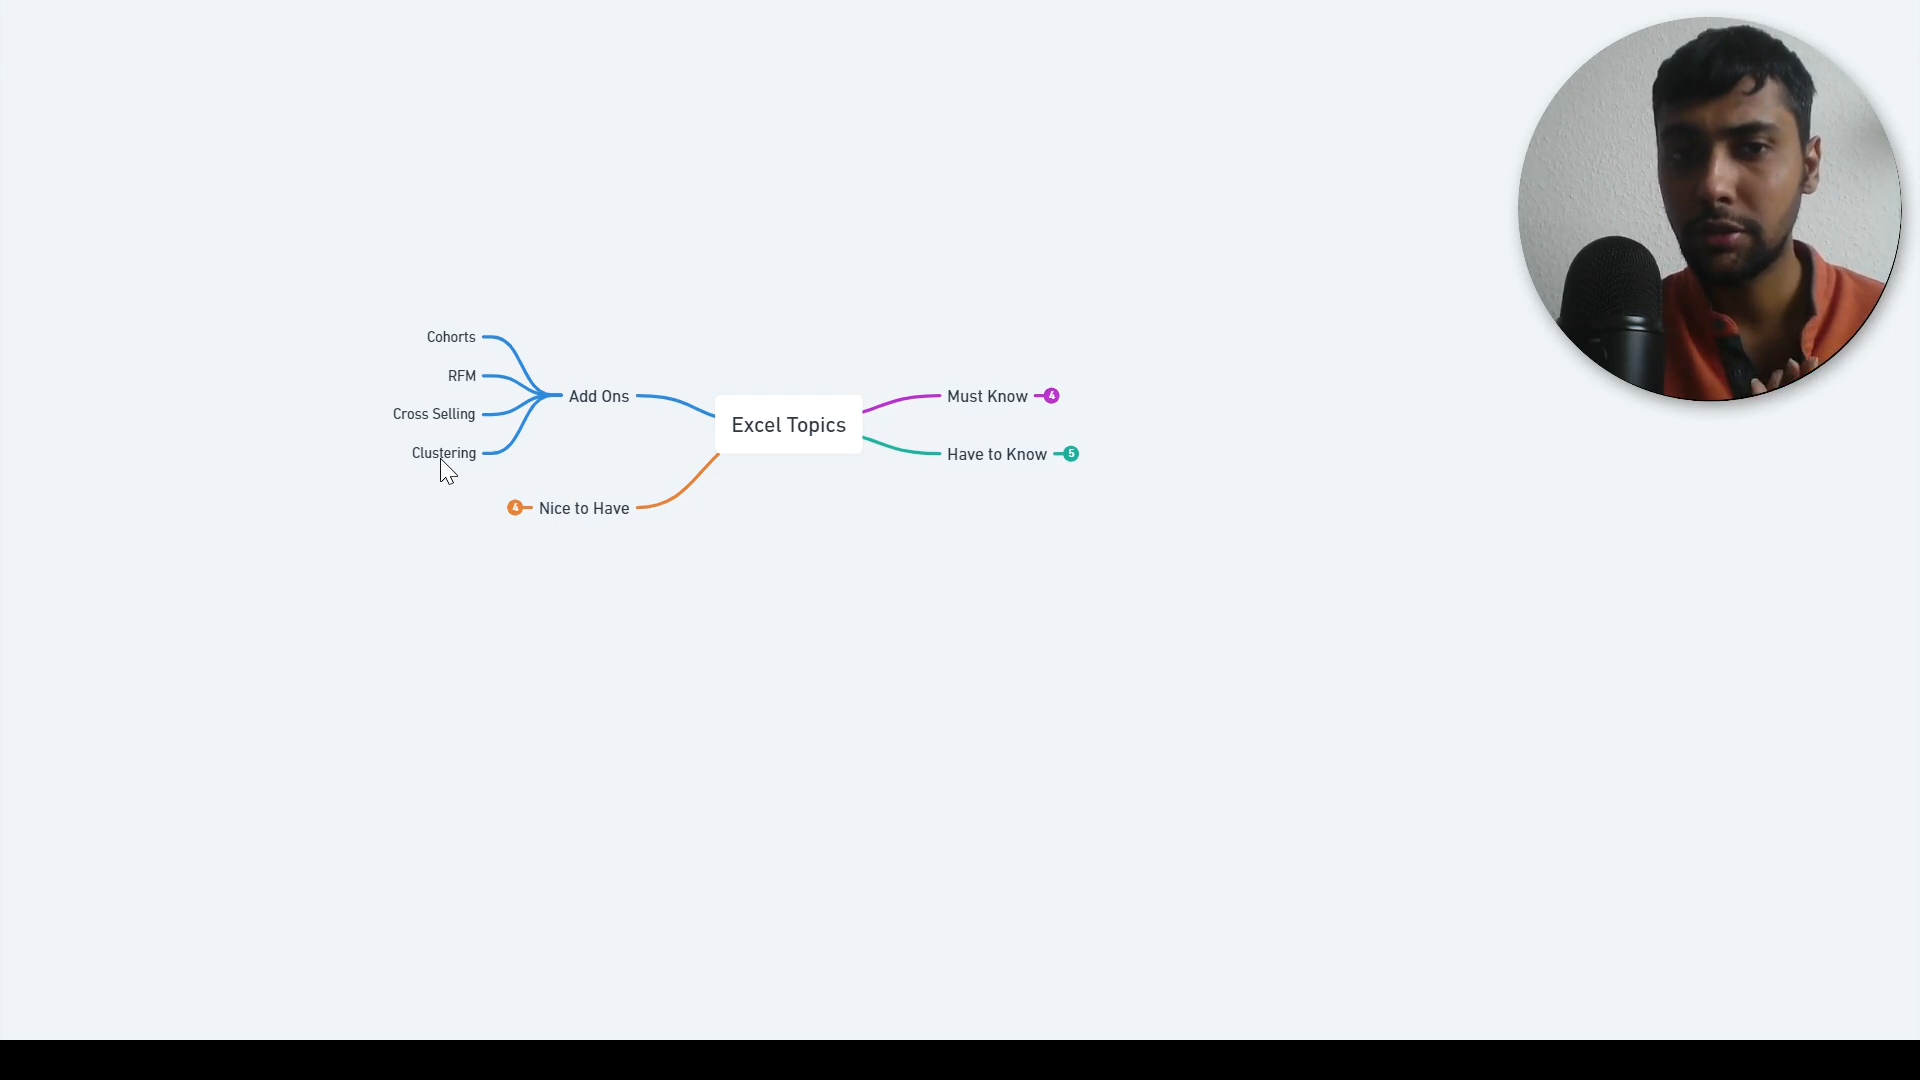 Cohorts
RFM
Cross Selling
Clustering
Add Ons
4 Nice to Have
Excel Topics
Must Know 4
Have to Know 5